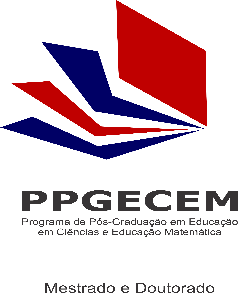 PPGECEM
Programa de Pós-Graduação em Educação
em Ciências e Educação Matemática
Mestrado e Doutorado